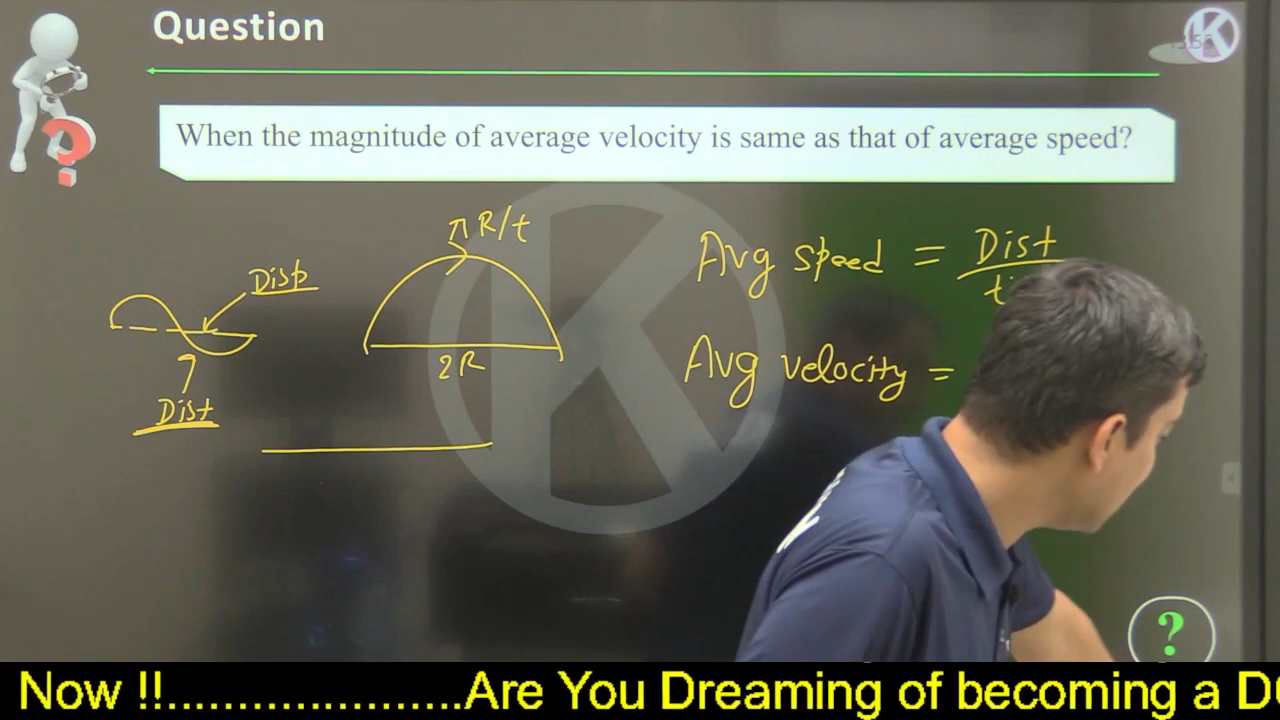 Question
When the magnitude of average velocity is same as that of average speed?
πR/t
Disp
2R
Dist
Avg speed = Dist
t
Avg velocity =
K
?
Now !!......................Are You Dreaming of becoming a